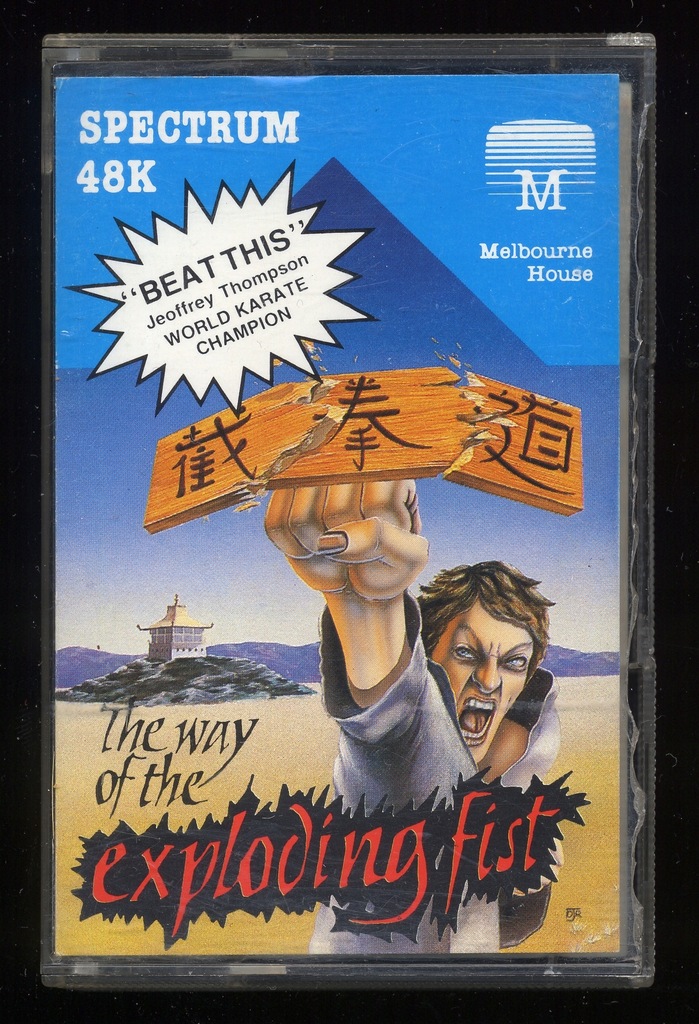 SPECTRUM
48K
M
Melbourne
House
"BEAT THIS"
Jeoffrey Thompson
WORLD KARATE
CHAMPION
截拳道
The way
of the
exploding fist